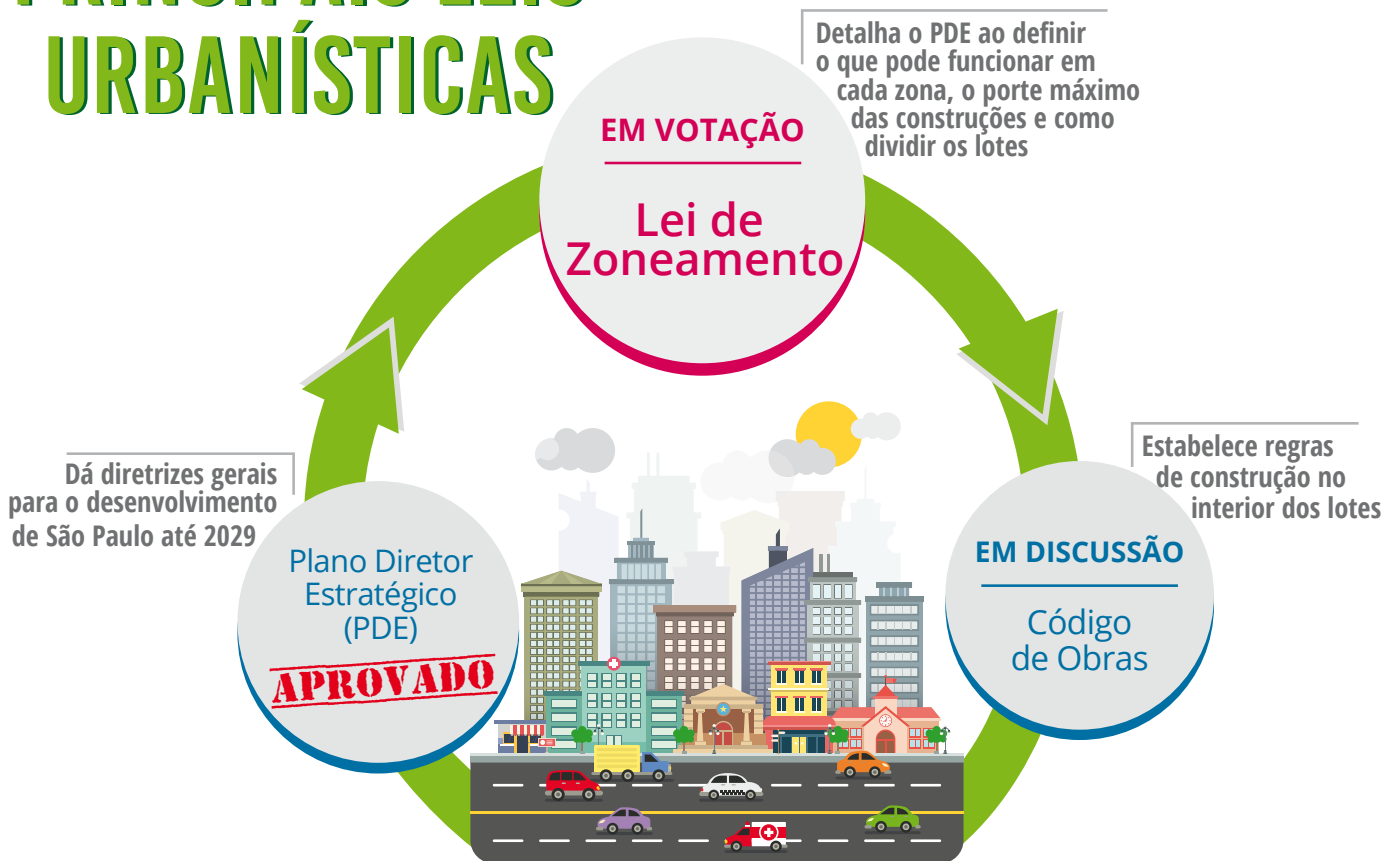 PRINCIPAIS LEIS
URBANÍSTICAS
Detalha o PDE ao definir
o que pode funcionar em
cada zona, o porte máximo
das construções e como
dividir os lotes
EM VOTAÇÃO
Lei de
Zoneamento
Dá diretrizes gerais
para o desenvolvimento
de São Paulo até 2029
Plano Diretor
Estratégico
(PDE)
APROVADO
Estabelece regras
de construção no
interior dos lotes
EM DISCUSSÃO
Código
de Obras